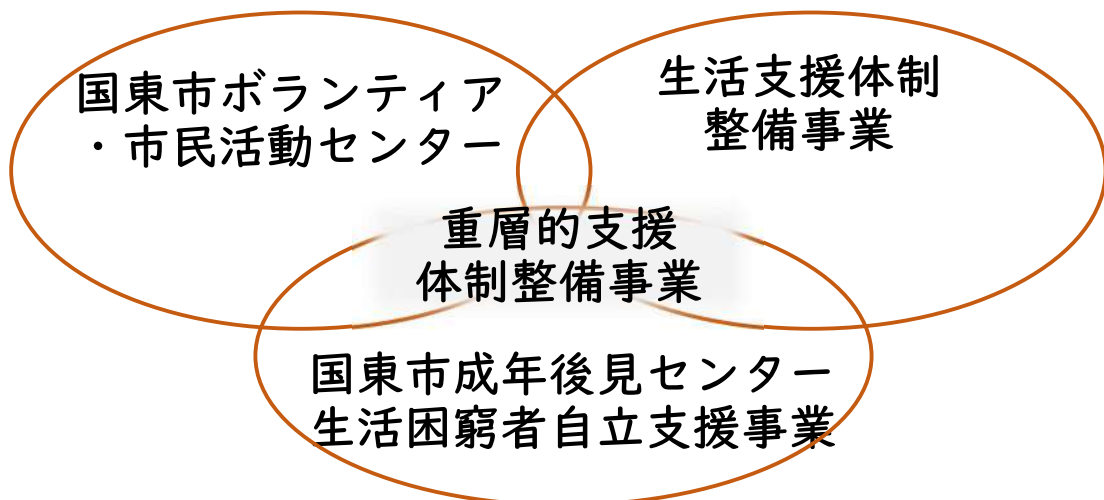 国東市ボランティア
・市民活動センター
生活支援体制
整備事業
重層的支援
体制整備事業
国東市成年後見センター
生活困窮者自立支援事業